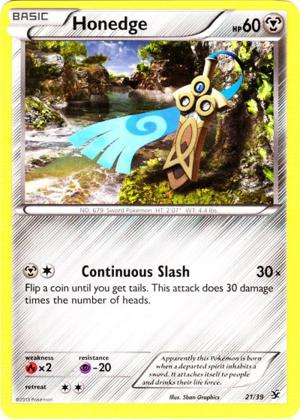 BASIC
Honedge
HP60
NO. 679 Sword Pokémon HT: 2'07" WT: 4.4 lbs.
Continuous Slash 30×
Flip a coin until you get tails. This attack does 30 damage
times the number of heads.
weakness resistance
×2 -20
retreat
Apparently this Pokémon is born
when a departed spirit inhabits a
sword. It attaches itself to people
and drinks their life force.
©2013 Pokémon
Illus. 5ban Graphics
21/39